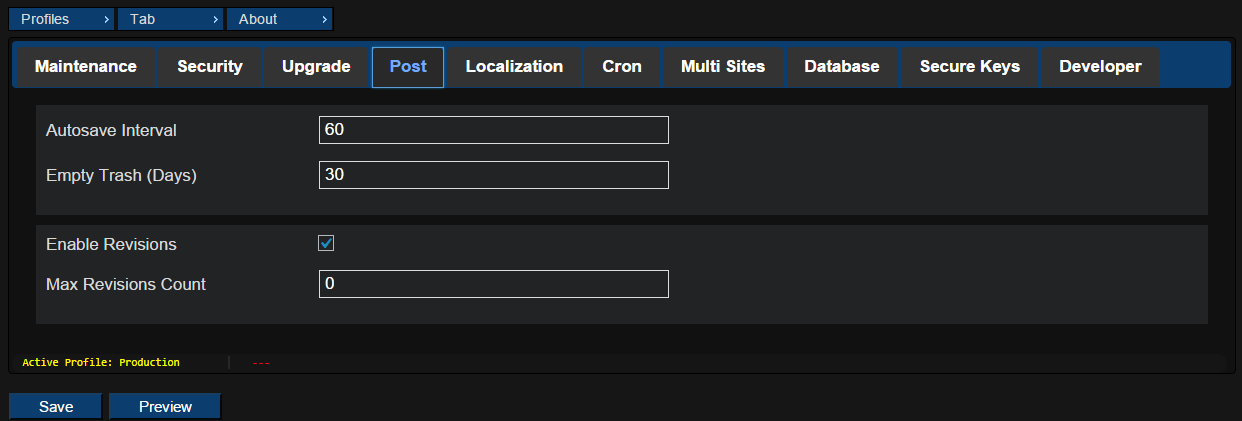 Profiles › Tab › About ›
Maintenance Security Upgrade Post Localization Cron Multi Sites Database Secure Keys Developer
Autosave Interval 60
Empty Trash (Days) 30
Enable Revisions
Max Revisions Count 0
Active Profile: Production | ---
Save Preview